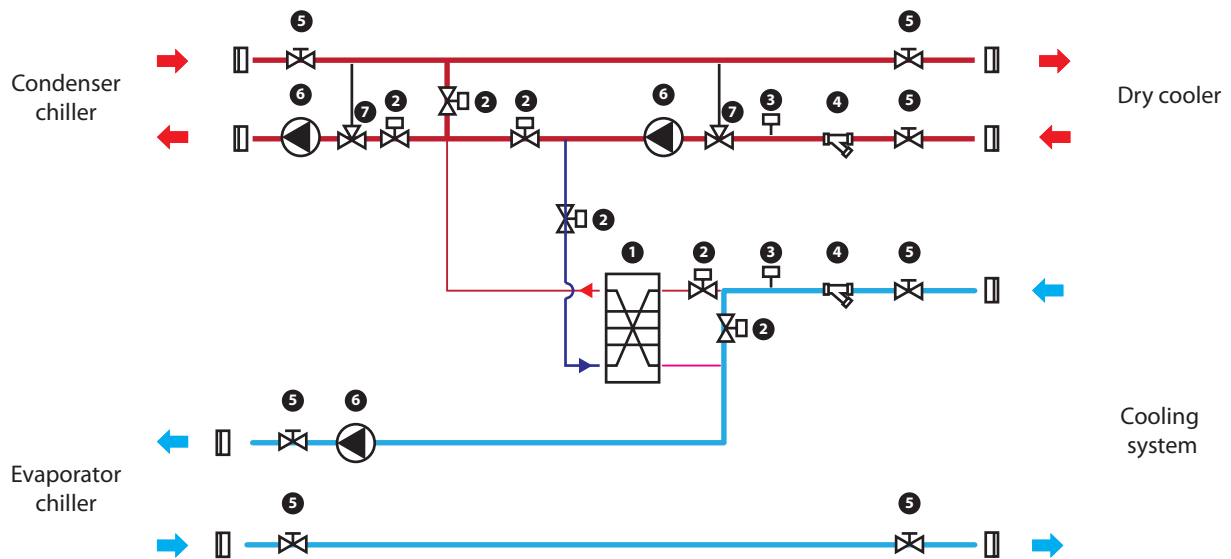 5 5
Condenser
chiller
Dry cooler
6 7 2 2 2 6 7 3 4 5
2
1 2 3 4 5
2
5 6
Cooling
system
Evaporator
chiller
5 5